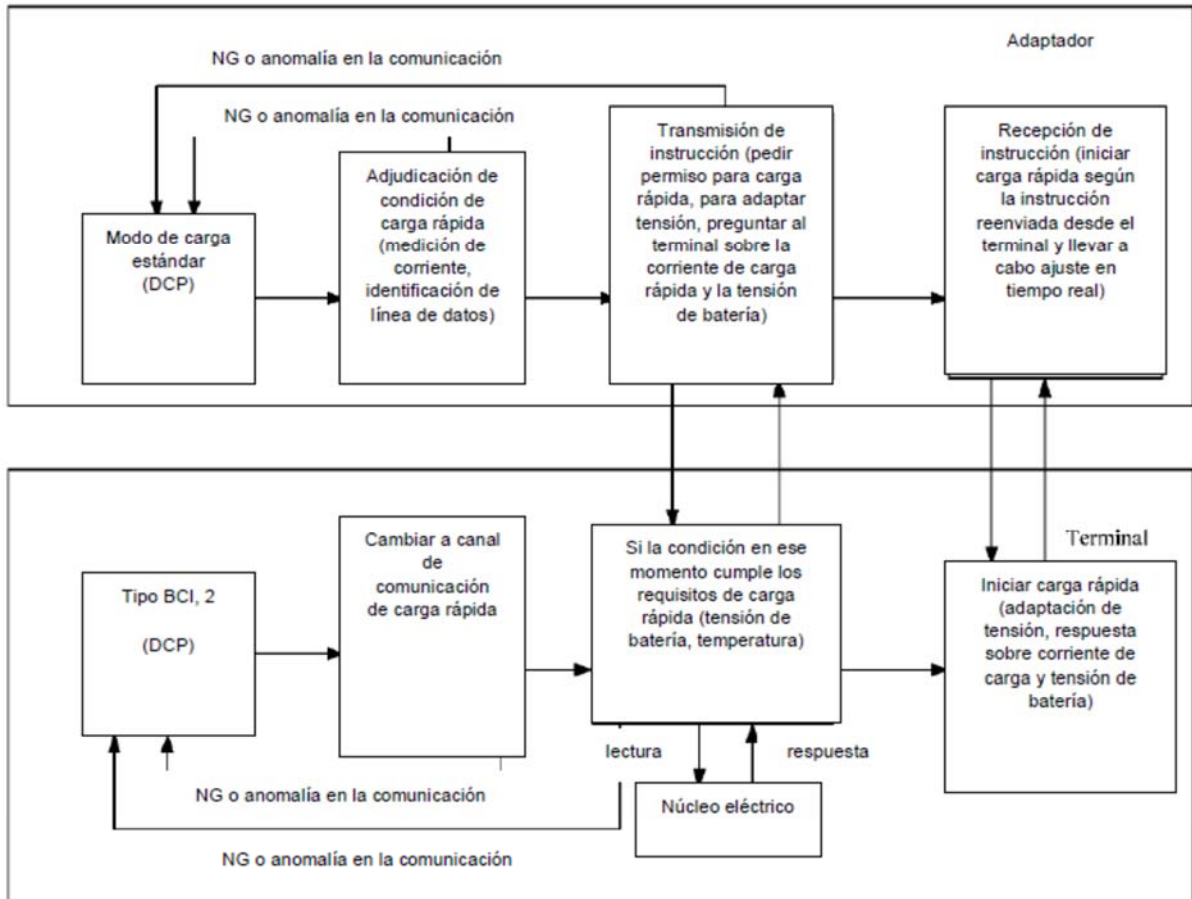 NG o anomalía en la comunicación
Adaptador
NG o anomalía en la comunicación
Modo de carga
estándar
(DCP)
Adjudicación de
condición de
carga rápida
(medición de
corriente,
identificación de
línea de datos)
Transmisión de
instrucción (pedir
permiso para carga
rápida, para adaptar
tensión, preguntar al
terminal sobre la
corriente de carga
rápida y la tensión
de batería)
Recepción de
instrucción (iniciar
carga rápida según
la instrucción
reenviada desde el
terminal y llevar a
cabo ajuste en
tiempo real)
Tipo BCI, 2
(DCP)
Cambiar a canal
de
comunicación
de carga rápida
Si la condición en ese
momento cumple los
requisitos de carga
rápida (tensión de
batería, temperatura)
Terminal
Iniciar carga rápida
(adaptación de
tensión, respuesta
sobre corriente de
carga y tensión de
batería)
lectura
respuesta
NG o anomalía en la comunicación
Núcleo eléctrico
NG o anomalía en la comunicación